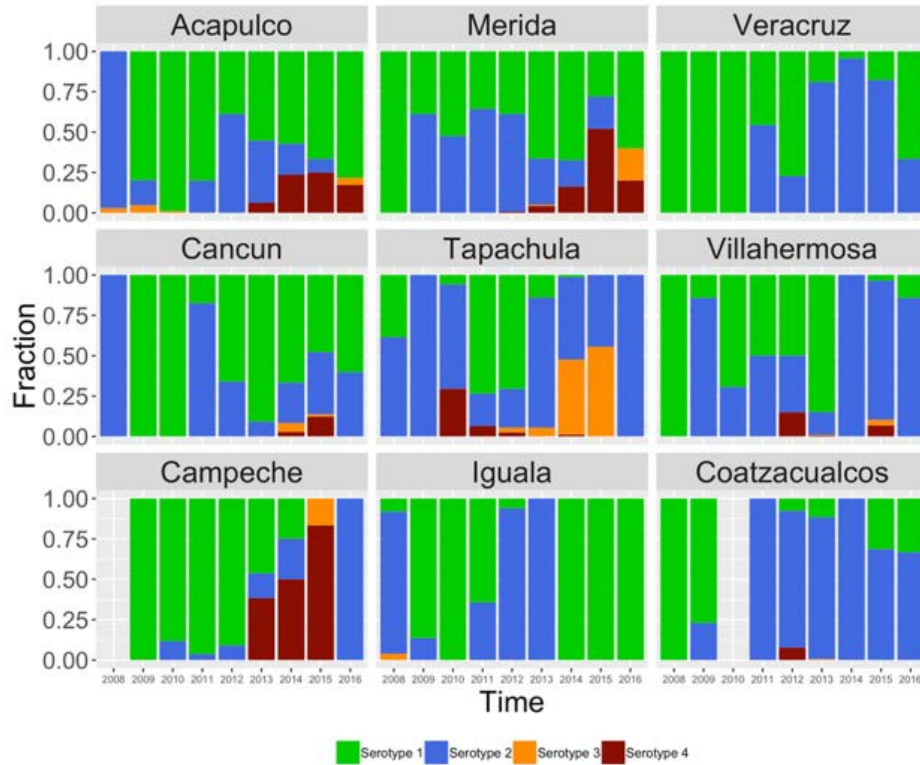 Acapulco Merida Veracruz
1.00
0.75
0.50
0.25
0.00
Cancun Tapachula Villahermosa
1.00
0.75
0.50
0.25
0.00
Fraction
Campeche Iguala Coatzacualcos
1.00
0.75
0.50
0.25
0.00
2008 2009 2010 2011 2012 2013 2014 2015 2016 2008 2009 2010 2011 2012 2013 2014 2015 2016 2008 2009 2010 2011 2012 2013 2014 2015 2016
Time
Serotype 1 Serotype 2 Serotype 3 Serotype 4